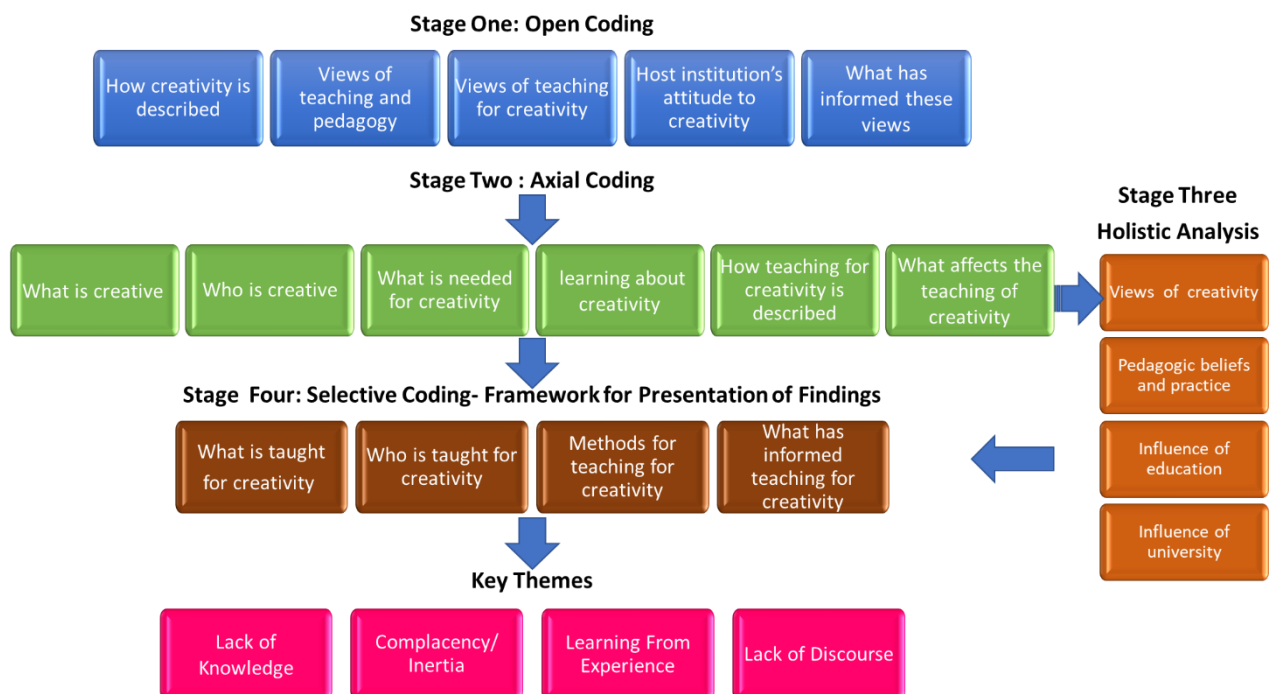 Stage One: Open Coding
How creativity is
described
Views of
teaching and
pedagogy
Views of teaching
for creativity
Host institution's
attitude to
creativity
What has
informed these
views
Stage Two : Axial Coding
What is creative
Who is creative
What is needed
for creativity
learning about
creativity
How teaching for
creativity is
described
What affects the
teaching of
creativity
Stage Three
Holistic Analysis
Views of creativity
Pedagogic beliefs
and practice
Influence of
education
Influence of
university
Stage Four: Selective Coding- Framework for Presentation of Findings
What is taught
for creativity
Who is taught for
creativity
Methods for
teaching for
creativity
What has
informed
teaching for
creativity
Key Themes
Lack of
Knowledge
Complacency/
Inertia
Learning From
Experience
Lack of Discourse